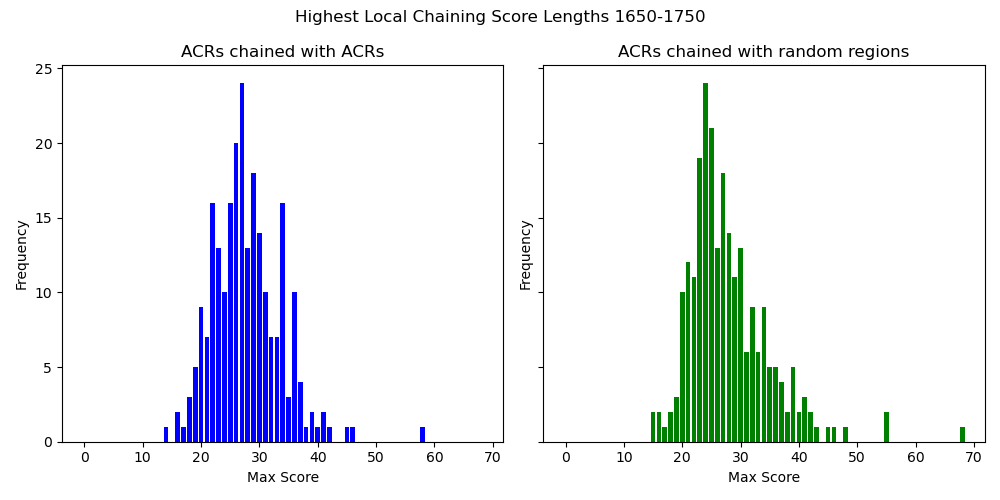 Highest Local Chaining Score Lengths 1650-1750
ACRs chained with ACRs
ACRs chained with random regions
25
20
15
10
5
0
Frequency
Frequency
0 10 20 30 40 50 60 70
0 10 20 30 40 50 60 70
Max Score
Max Score